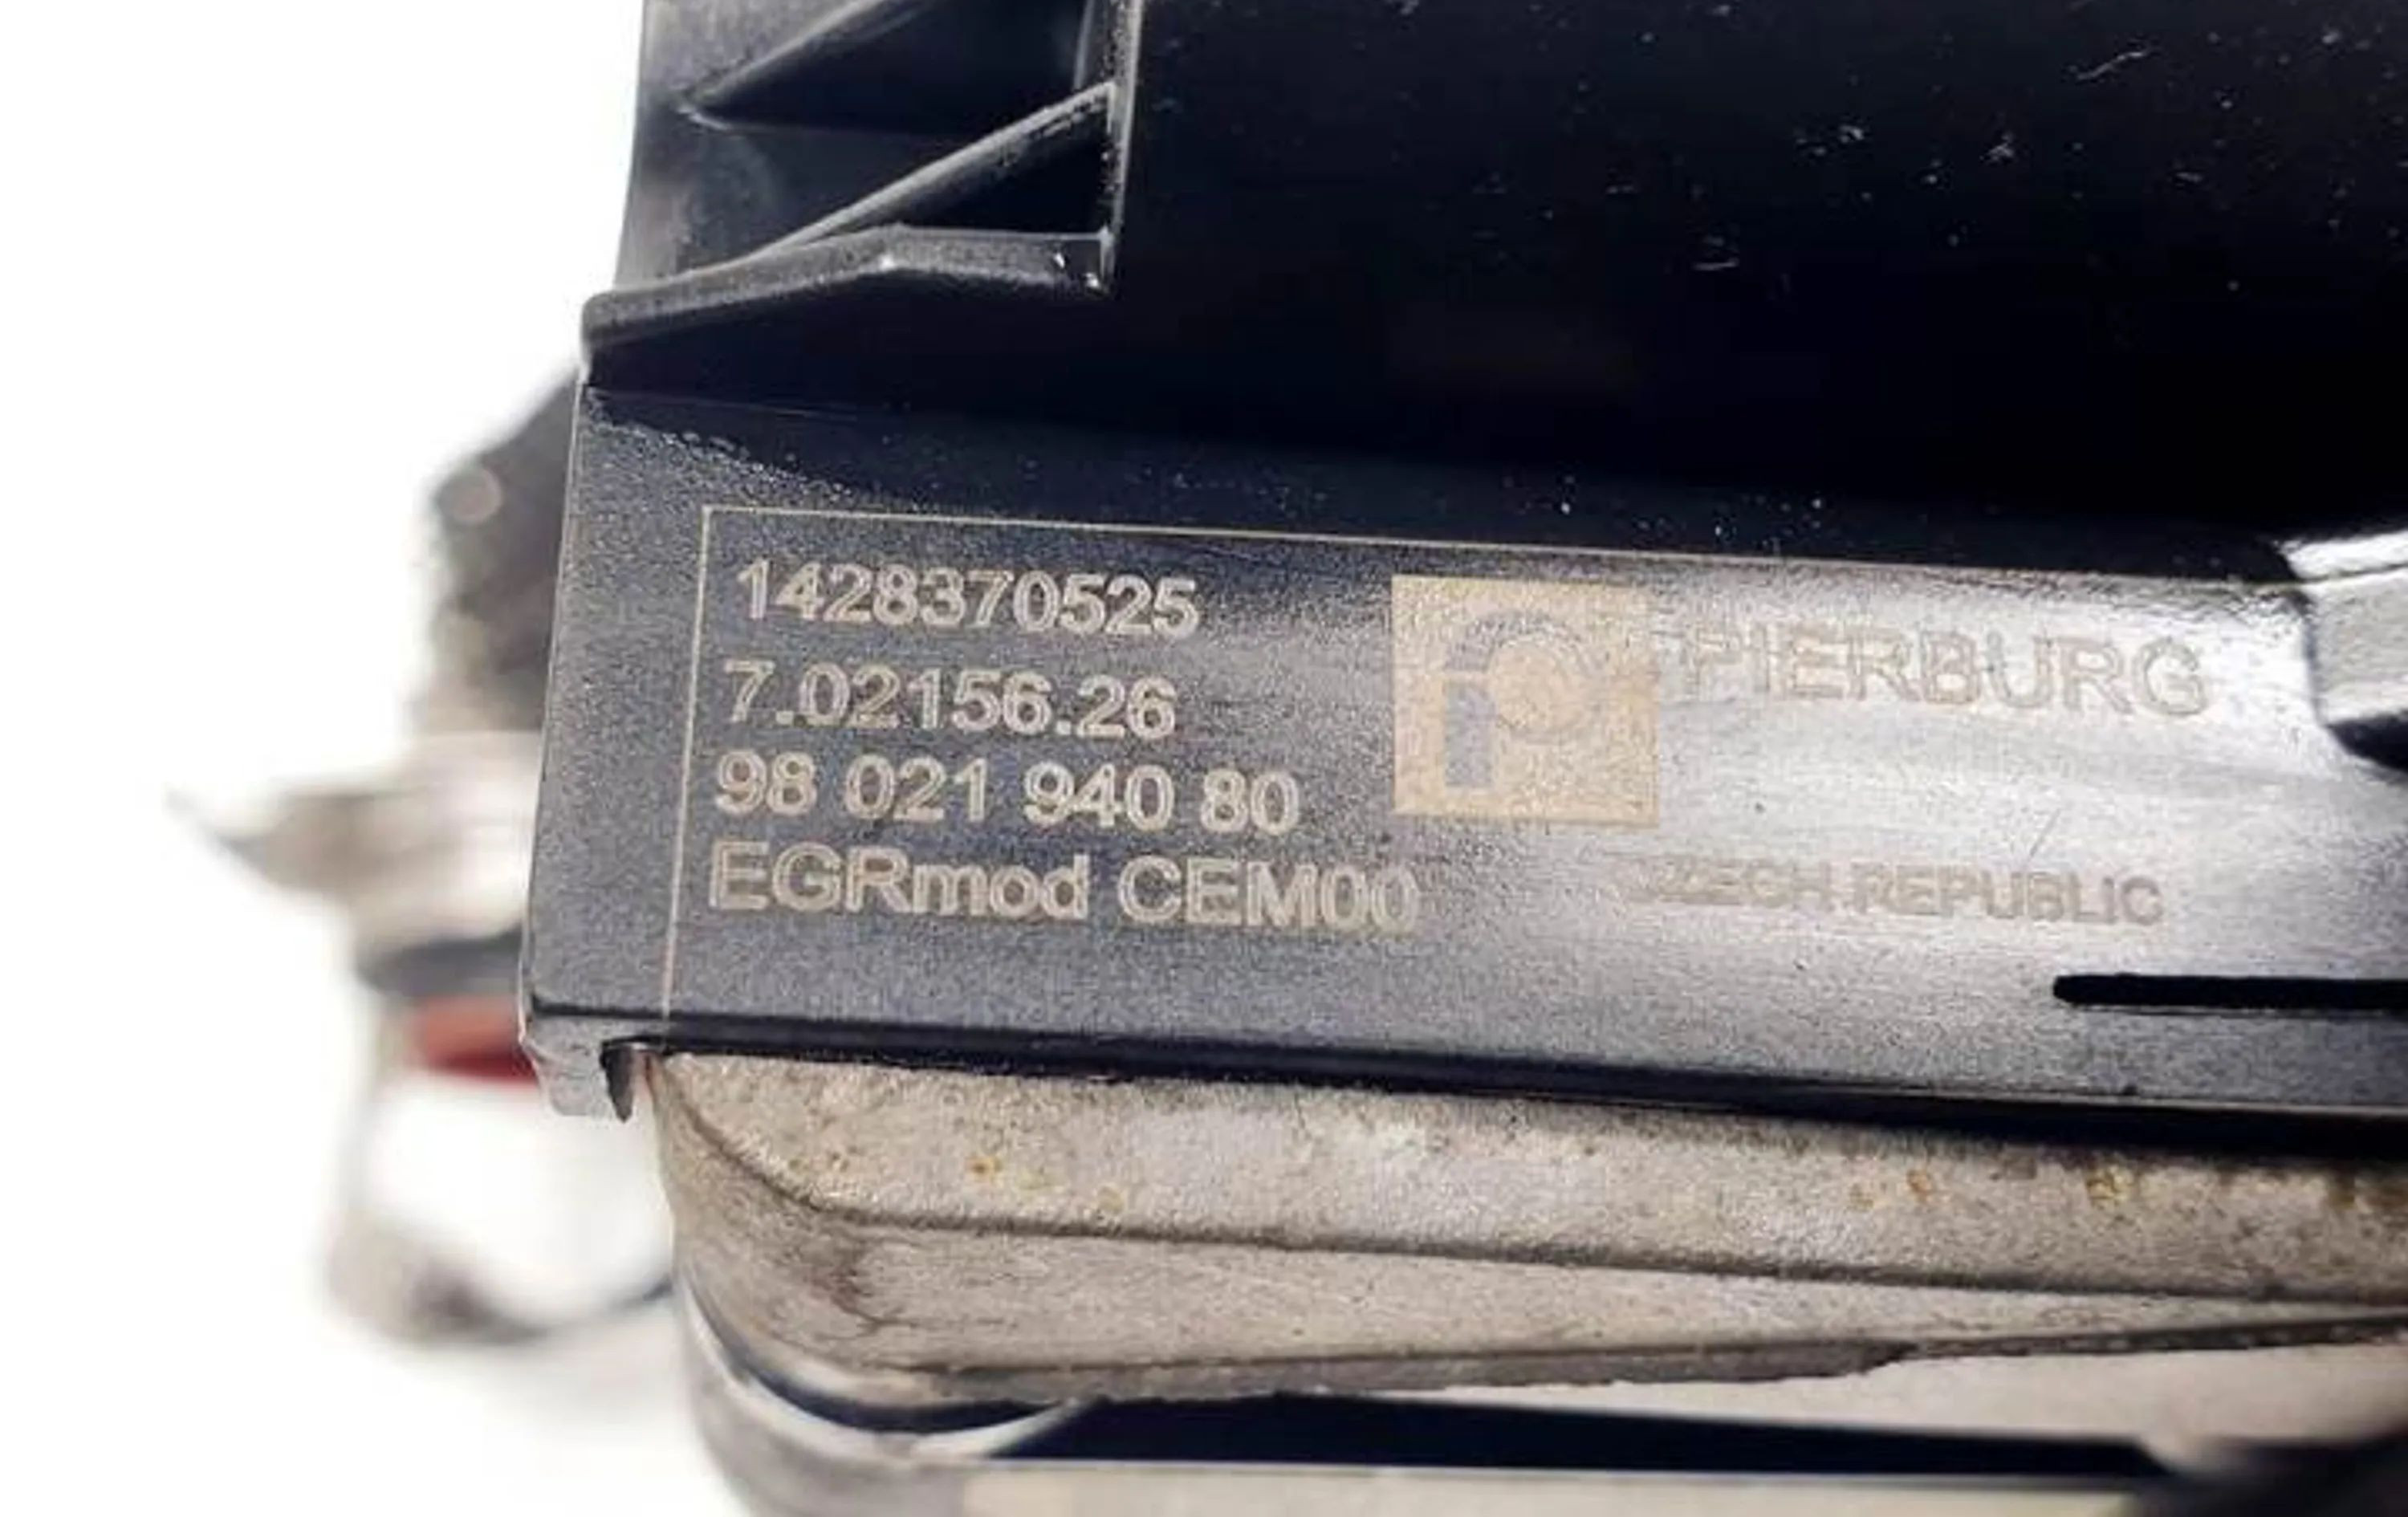 1428370525
7.02156.26
98 021 940 80
EGRmod CEM00
PIERBURG
CZECH REPUBLIC